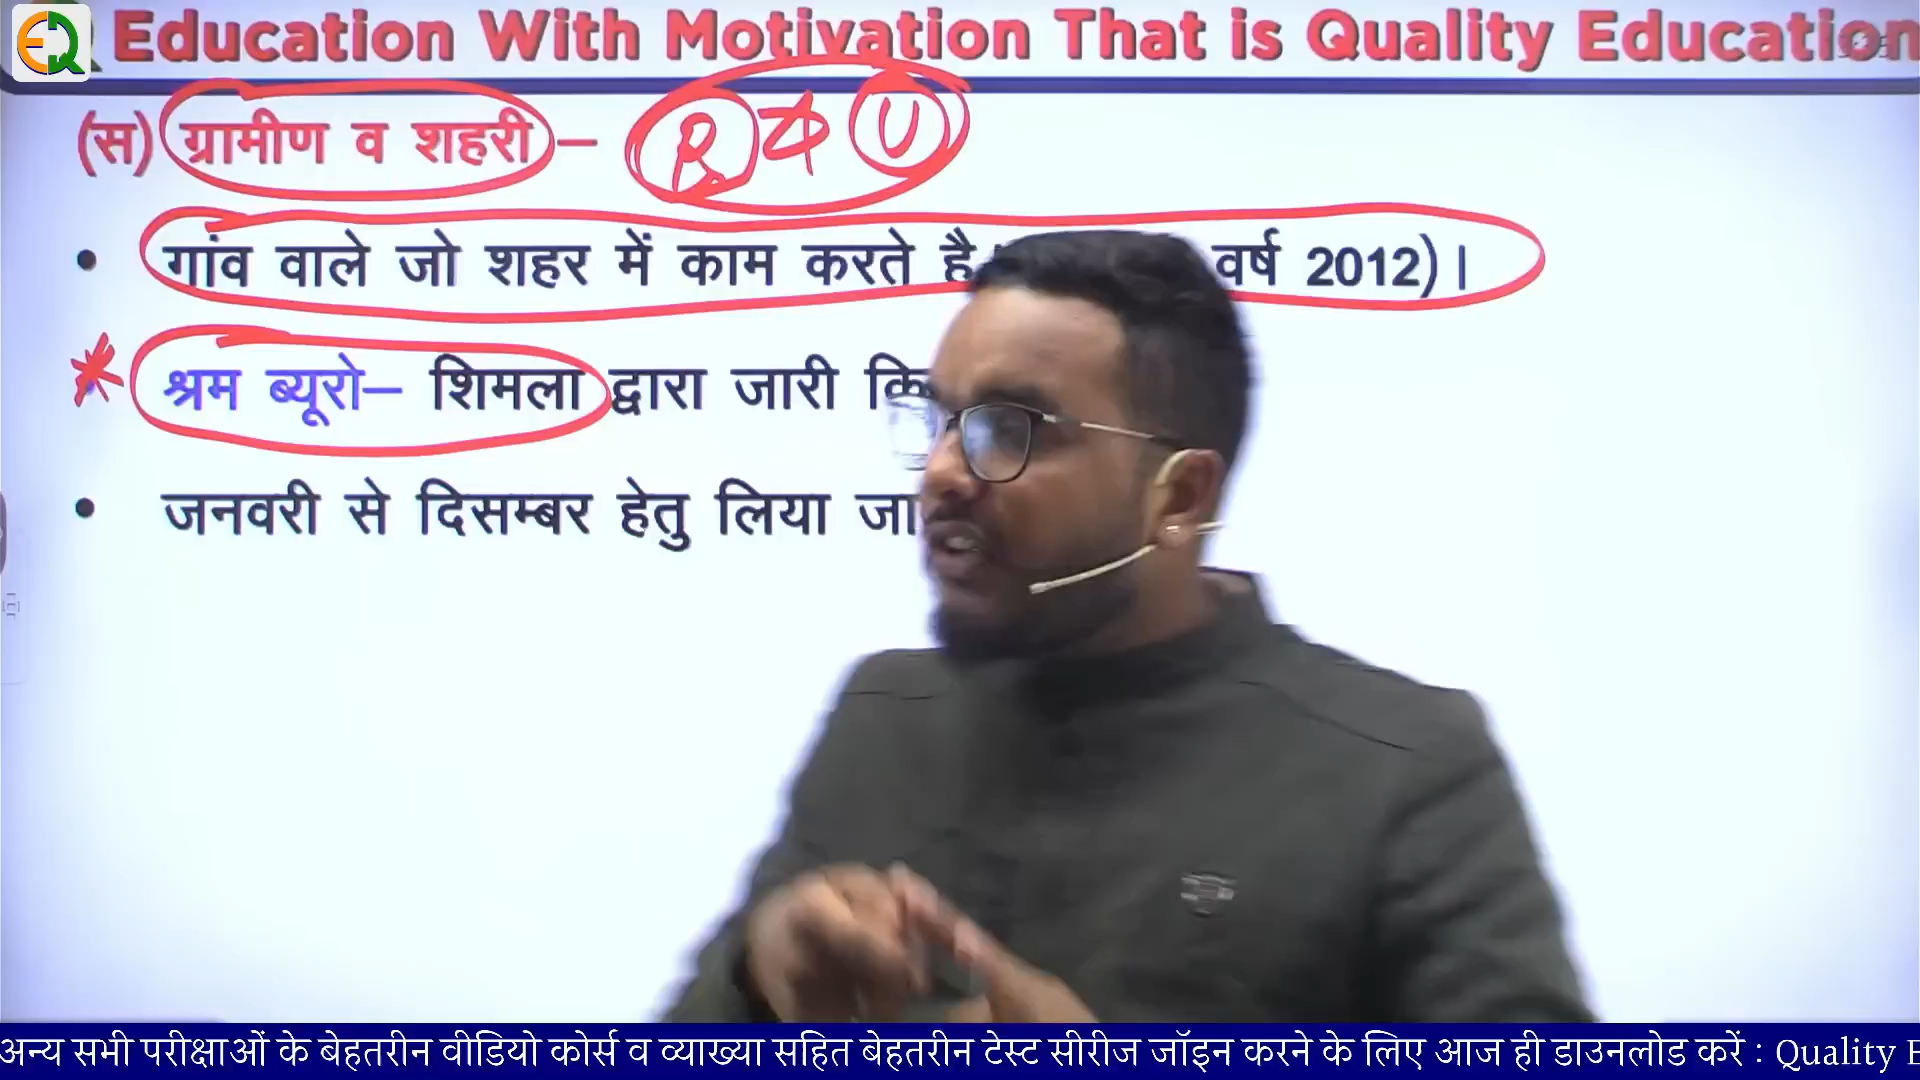 Education With Motivation That is Quality Education
(स) ग्रामीण व शहरी – R & U
• गांव वाले जो शहर में काम करते है वर्ष 2012)।
श्रम ब्यूरो– शिमला द्वारा जारी
• जनवरी से दिसम्बर हेतु लिया
अन्य सभी परीक्षाओं के बेहतरीन वीडियो कोर्स व व्याख्या सहित बेहतरीन टेस्ट सीरीज जॉइन करने के लिए आज ही डाउनलोड करें : Quality